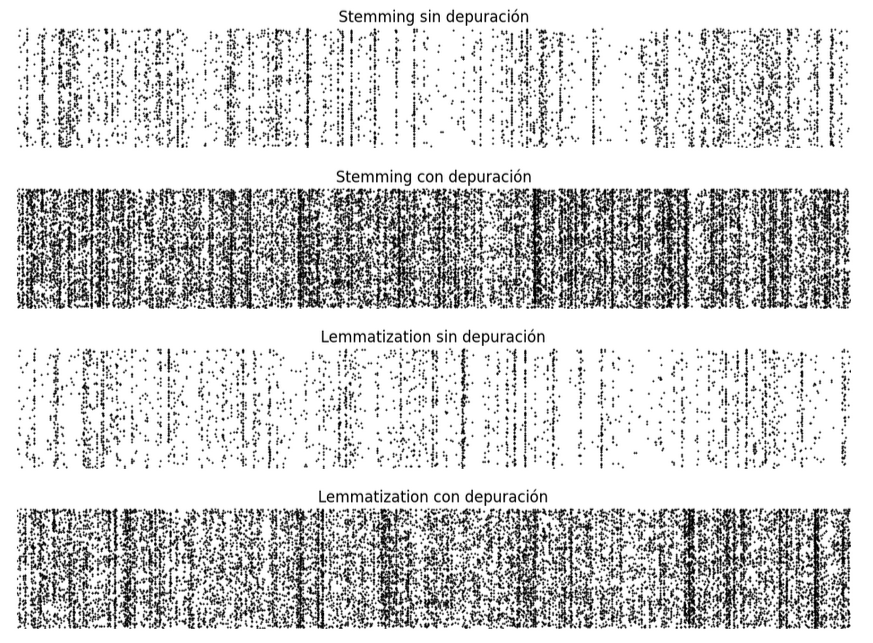 Stemming sin depuración
Stemming con depuración
Lemmatization sin depuración
Lemmatization con depuración